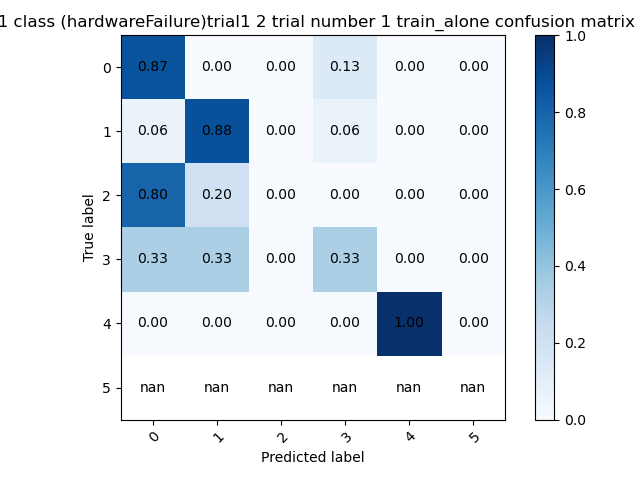 1 class (hardwareFailure)trial1 2 trial number 1 train_alone confusion matrix
0 0.87 0.00 0.00 0.13 0.00 0.00
1 0.06 0.88 0.00 0.06 0.00 0.00
2 0.80 0.20 0.00 0.00 0.00 0.00
3 0.33 0.33 0.00 0.33 0.00 0.00
4 0.00 0.00 0.00 0.00 1.00 0.00
5 nan nan nan nan nan nan
0 1 2 3 4 5
Predicted label
True label
1.0
0.8
0.6
0.4
0.2
0.0